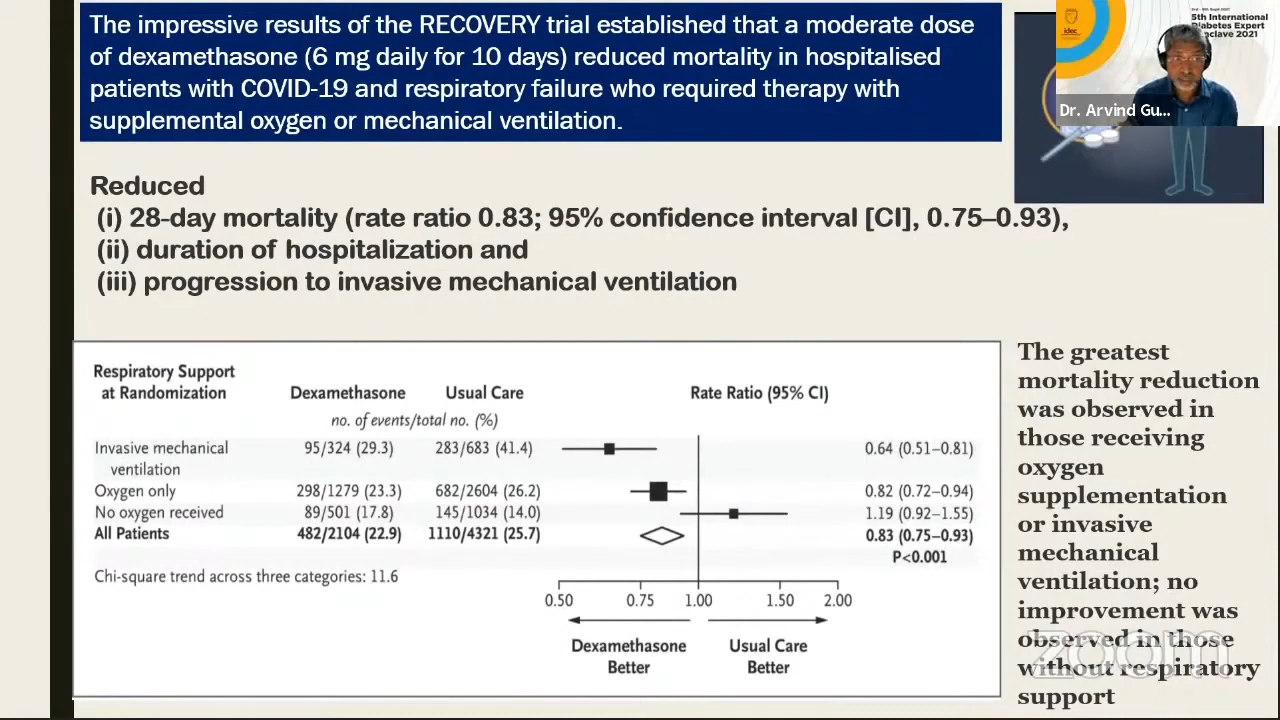 The impressive results of the RECOVERY trial established that a moderate dose
of dexamethasone (6 mg daily for 10 days) reduced mortality in hospitalised
patients with COVID-19 and respiratory failure who required therapy with
supplemental oxygen or mechanical ventilation.
idec
5th International
Diabetes Expert
Conclave 2021
Dr. Arvind Gu...
Reduced
(i) 28-day mortality (rate ratio 0.83; 95% confidence interval [CI], 0.75–0.93),
(ii) duration of hospitalization and
(iii) progression to invasive mechanical ventilation
Respiratory Support
at Randomization Dexamethasone Usual Care Rate Ratio (95% CI)
no. of events/total no. (%)
Invasive mechanical 95/324 (29.3) 283/683 (41.4) 0.64 (0.51–0.81)
ventilation
Oxygen only 298/1279 (23.3) 682/2604 (26.2) 0.82 (0.72–0.94)
No oxygen received 89/501 (17.8) 145/1034 (14.0) 1.19 (0.92–1.55)
All Patients 482/2104 (22.9) 1110/4321 (25.7) 0.83 (0.75–0.93)
P<0.001
Chi-square trend across three categories: 11.6
0.50 0.75 1.00 1.50 2.00
Dexamethasone Usual Care
Better Better
The greatest
mortality reduction
was observed in
those receiving
oxygen
supplementation
or invasive
mechanical
ventilation; no
improvement was
observed in those
without respiratory
support
zoom